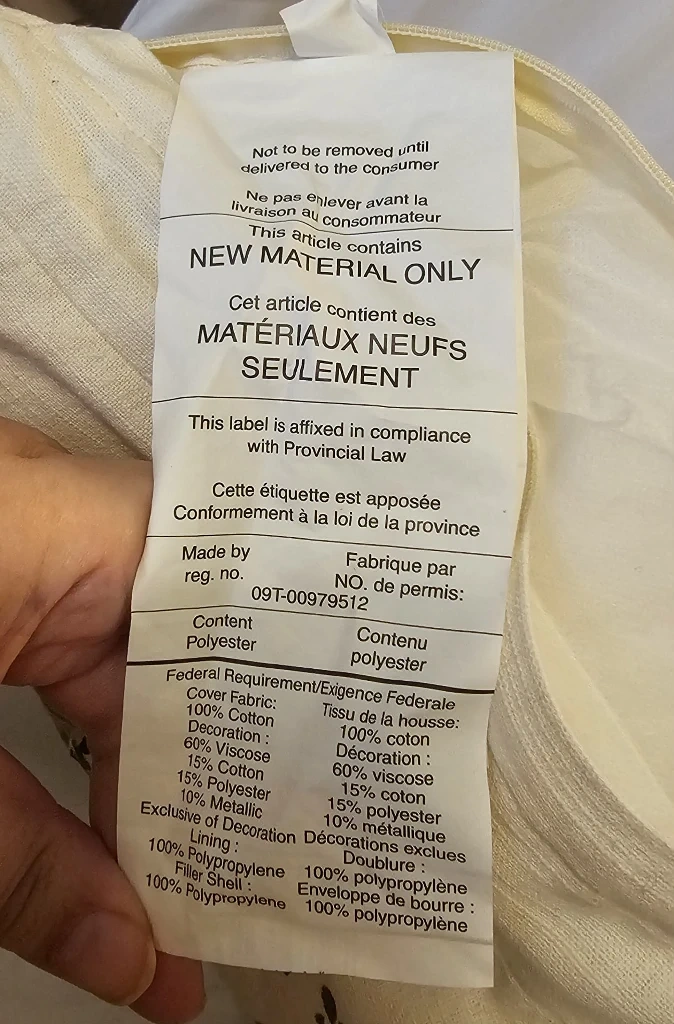 Not to be removed until
delivered to the consumer
Ne pas enlever avant la
livraison au consommateur
This article contains
NEW MATERIAL ONLY
Cet article contient des
MATÉRIAUX NEUFS
SEULEMENT
This label is affixed in compliance
with Provincial Law
Cette étiquette est apposée
Conformement à la loi de la province
Made by
reg. no.
Fabrique par
NO. de permis:
09T-00979512
Content
Polyester
Contenu
polyester
Federal Requirement/Exigence Federale
Cover Fabric:
100% Cotton
Decoration :
60% Viscose
15% Cotton
15% Polyester
10% Metallic
Exclusive of Decoration
Lining :
100% Polypropylene
Filler Shell :
100% Polypropylene
Tissu de la housse:
100% coton
Décoration :
60% viscose
15% coton
15% polyester
10% métallique
Décorations exclues
Doublure :
100% polypropylène
Enveloppe de bourre :
100% polypropylène